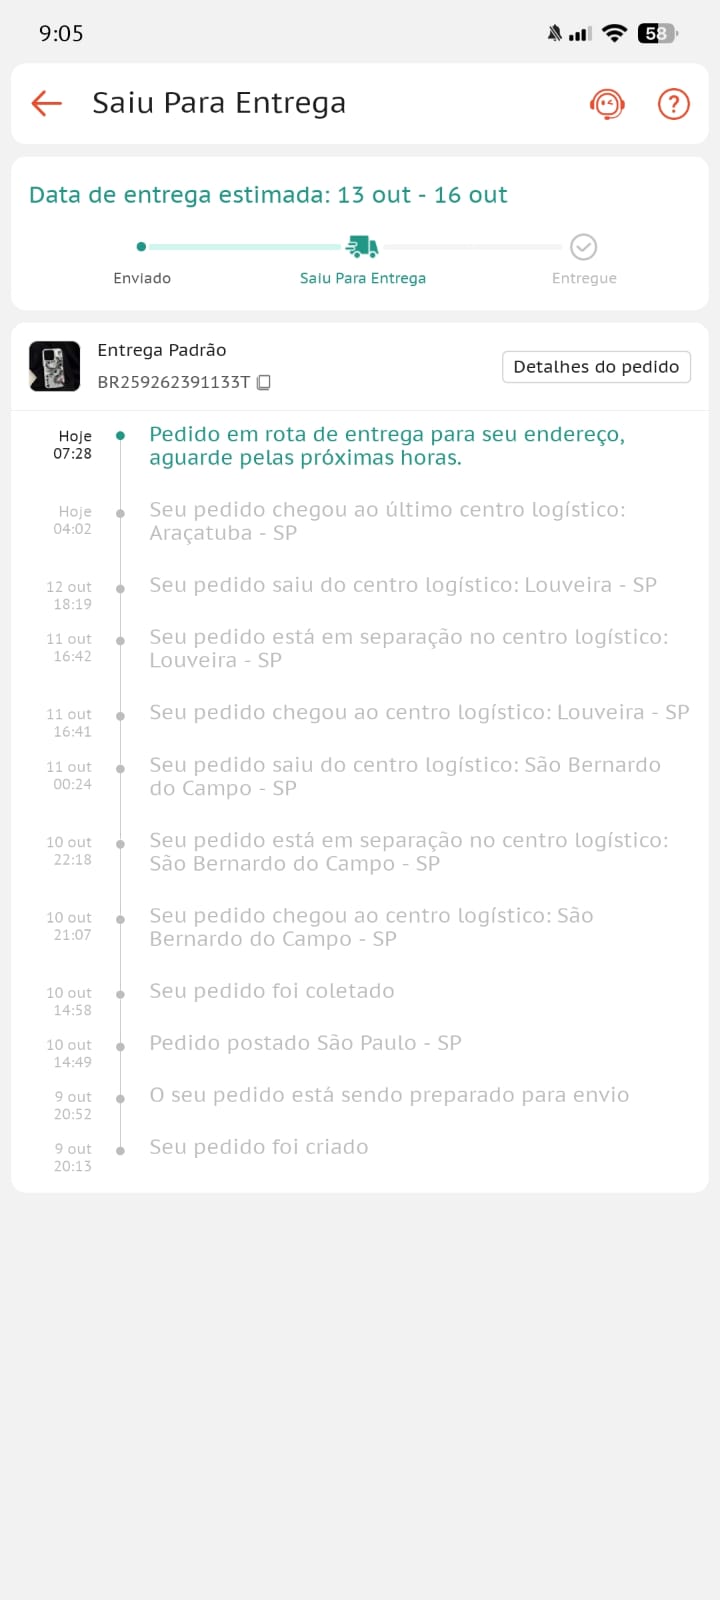 9:05
58
Saiu Para Entrega
?
Data de entrega estimada: 13 out - 16 out
Enviado
Saiu Para Entrega
Entregue
Entrega Padrão
BR259262391133T
Detalhes do pedido
Hoje
07:28
Pedido em rota de entrega para seu endereço,
aguarde pelas próximas horas.
Hoje
04:02
Seu pedido chegou ao último centro logístico:
Araçatuba - SP
12 out
18:19
Seu pedido saiu do centro logístico: Louveira - SP
11 out
16:42
Seu pedido está em separação no centro logístico:
Louveira - SP
11 out
16:41
Seu pedido chegou ao centro logístico: Louveira - SP
11 out
00:24
Seu pedido saiu do centro logístico: São Bernardo
do Campo - SP
10 out
22:18
Seu pedido está em separação no centro logístico:
São Bernardo do Campo - SP
10 out
21:07
Seu pedido chegou ao centro logístico: São
Bernardo do Campo - SP
10 out
14:58
Seu pedido foi coletado
10 out
14:49
Pedido postado São Paulo - SP
9 out
20:52
O seu pedido está sendo preparado para envio
9 out
20:13
Seu pedido foi criado